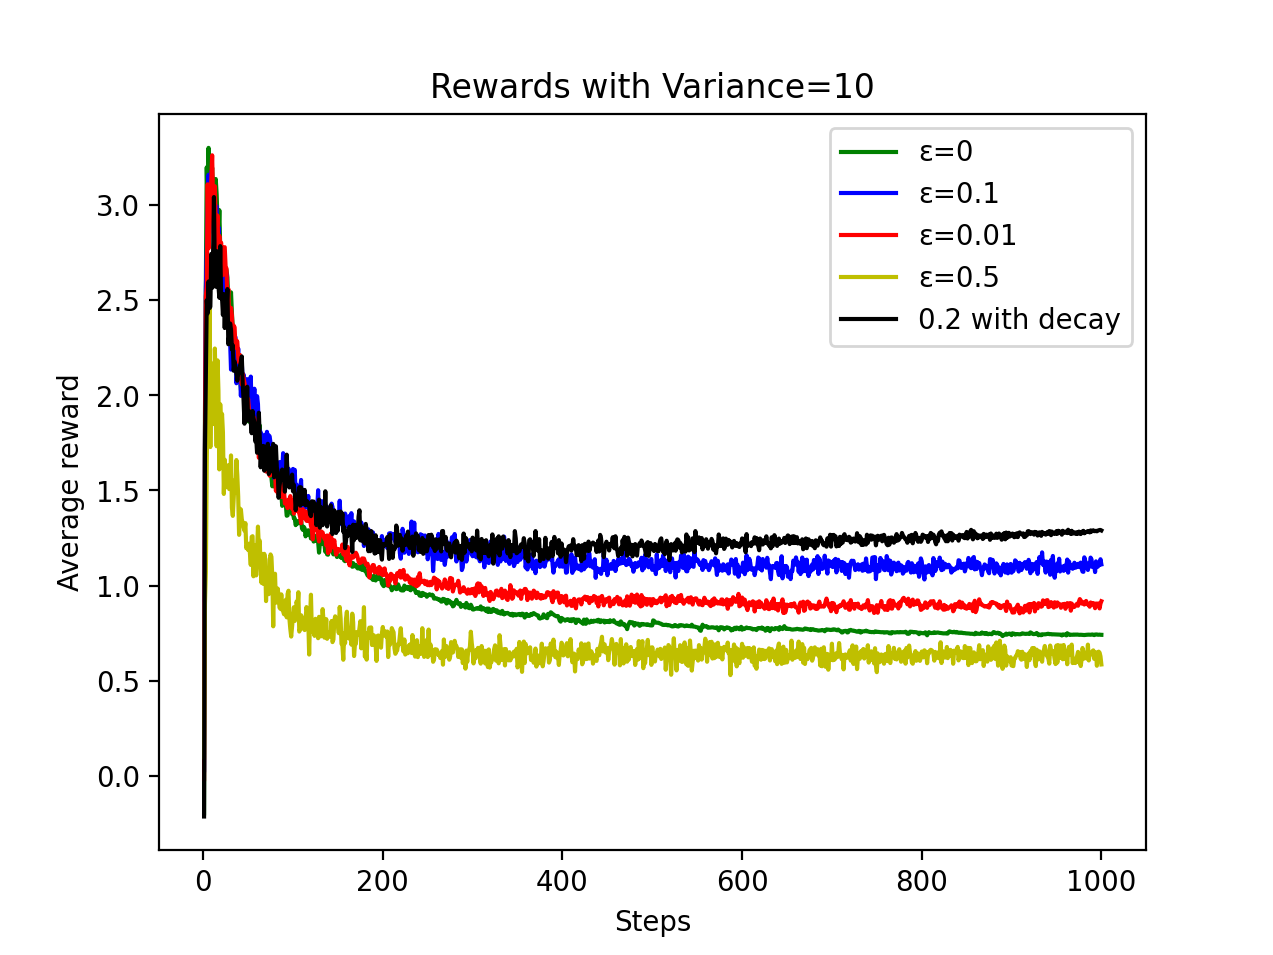 Rewards with Variance=10
ε=0
ε=0.1
ε=0.01
ε=0.5
0.2 with decay
Average reward
3.0
2.5
2.0
1.5
1.0
0.5
0.0
0 200 400 600 800 1000
Steps